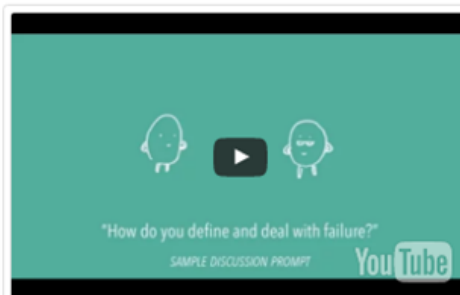 "How do you define and deal with failure?"
SAMPLE DISCUSSION PROMPT
YouTube